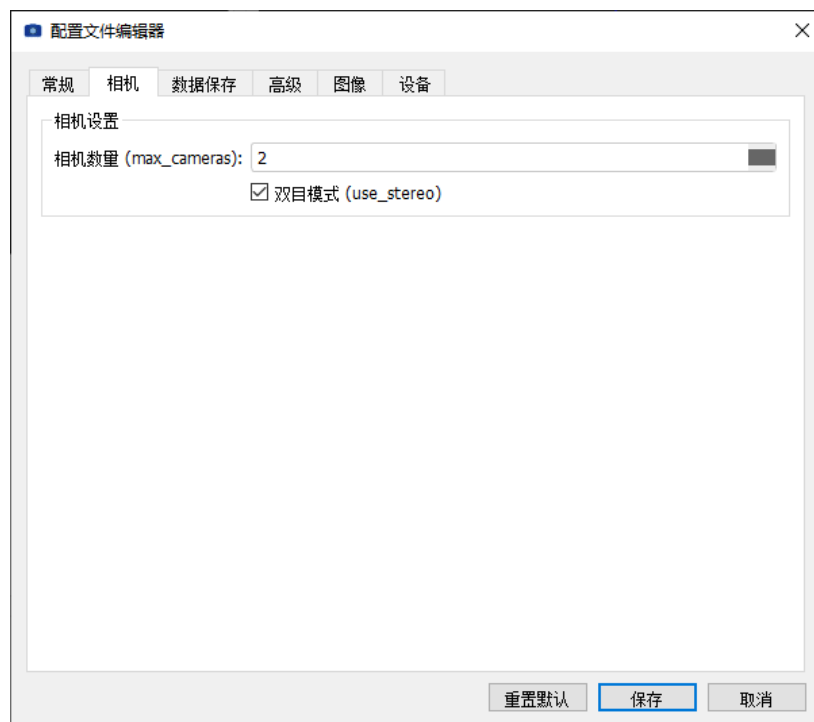 配置文件编辑器
常规 相机 数据保存 高级 图像 设备
相机设置
相机数量 (max_cameras): 2
双目模式 (use_stereo)
重置默认 保存 取消